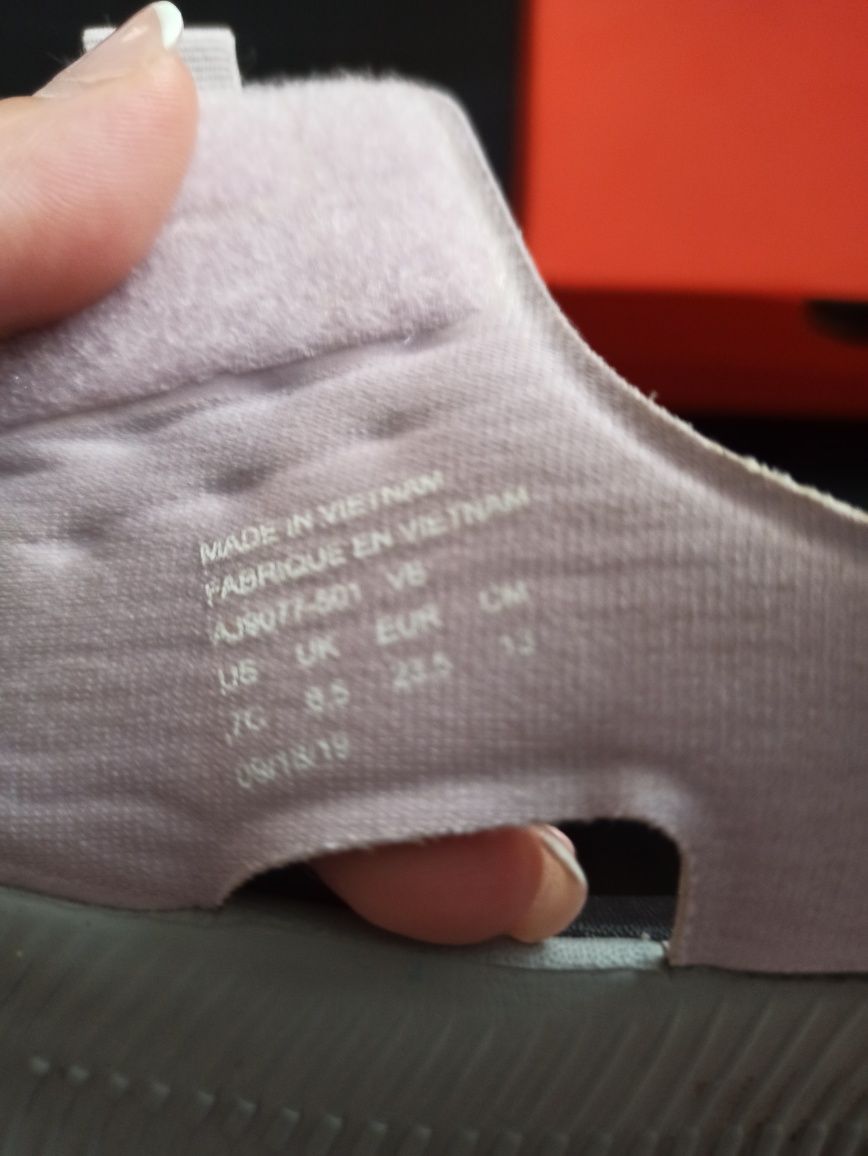 MADE IN VIETNAM
FABRIQUE EN VIETNAM
AJ9077-501 VB
US UK EUR CM
7C 6.5 23.5 13
09/18/19